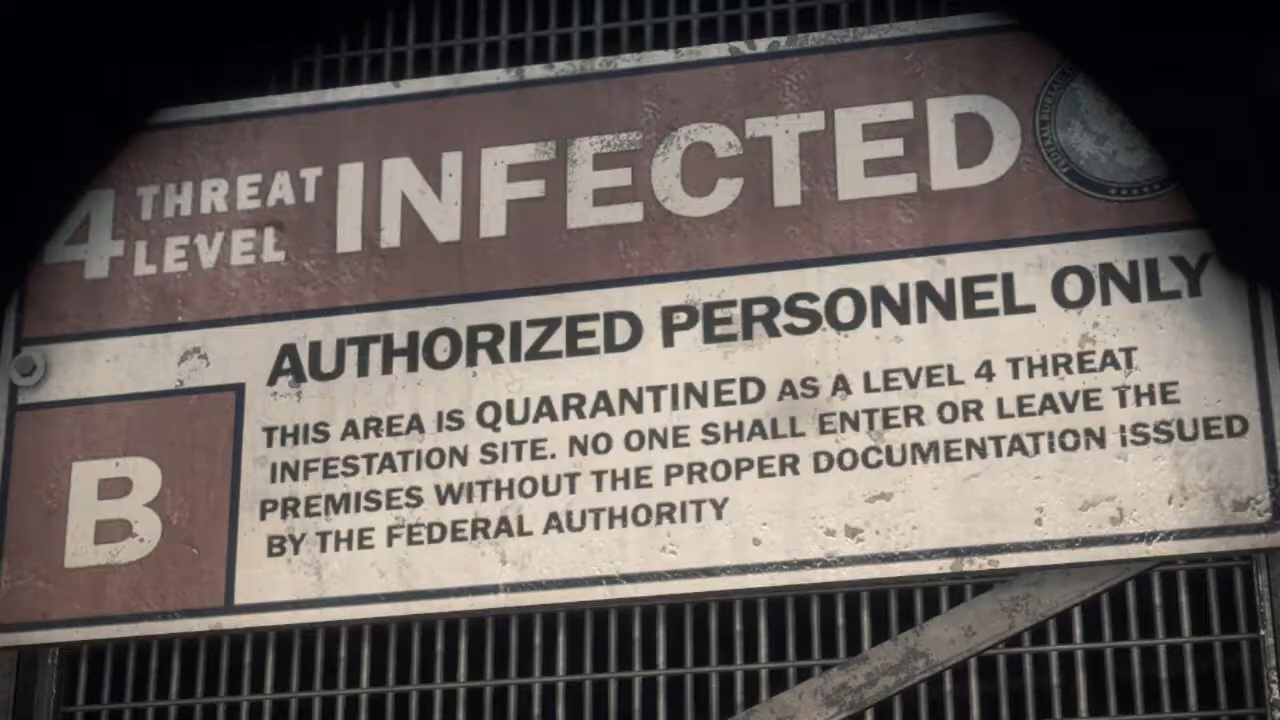 4 THREAT LEVEL INFECTED
AUTHORIZED PERSONNEL ONLY
B
THIS AREA IS QUARANTINED AS A LEVEL 4 THREAT
INFESTATION SITE. NO ONE SHALL ENTER OR LEAVE THE
PREMISES WITHOUT THE PROPER DOCUMENTATION ISSUED
BY THE FEDERAL AUTHORITY